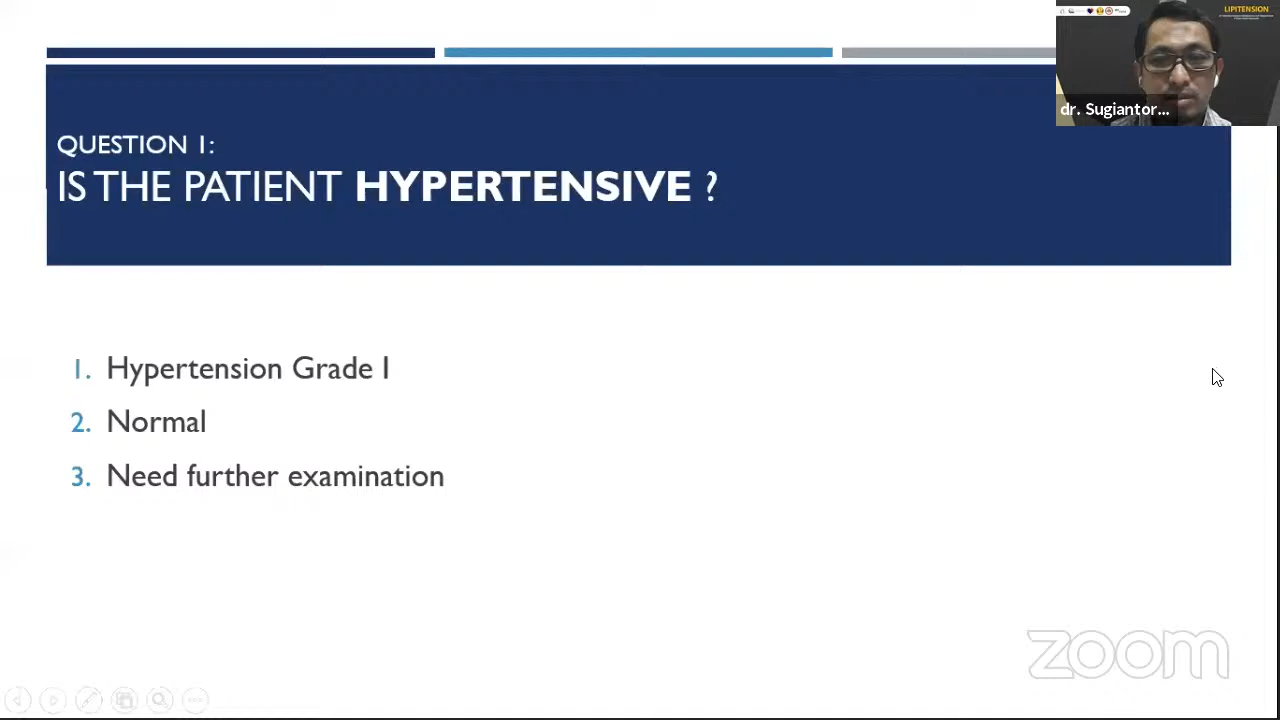 LIPITENSION
dr. Sugiantor...
QUESTION 1:
IS THE PATIENT HYPERTENSIVE ?
1. Hypertension Grade I
2. Normal
3. Need further examination
zoom